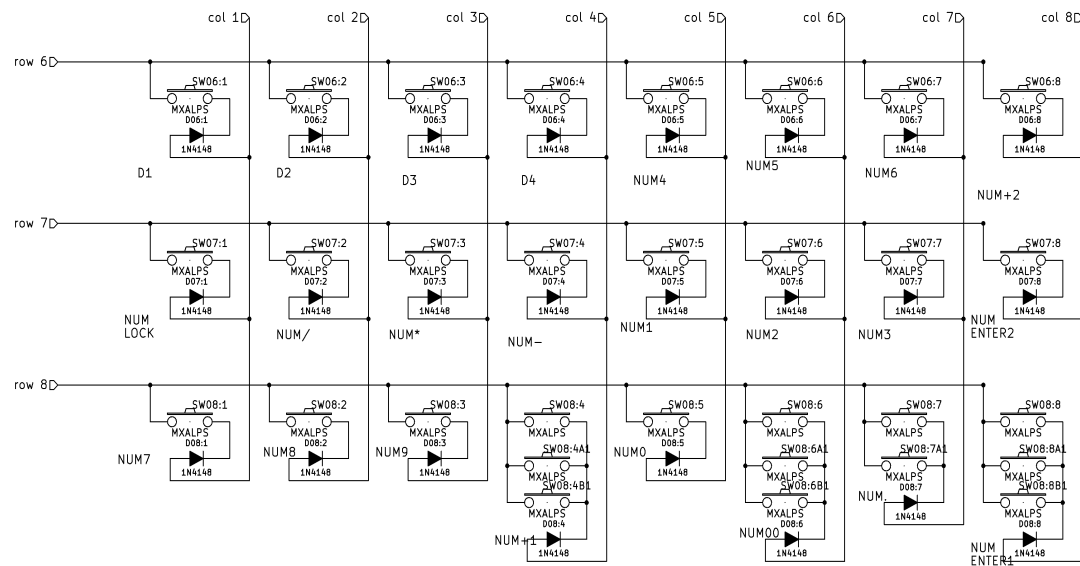 col 1 col 2 col 3 col 4 col 5 col 6 col 7 col 8
row 6
SW06:1 SW06:2 SW06:3 SW06:4 SW06:5 SW06:6 SW06:7 SW06:8
MXALPS MXALPS MXALPS MXALPS MXALPS MXALPS MXALPS MXALPS
D06:1 D06:2 D06:3 D06:4 D06:5 D06:6 D06:7 D06:8
1N4148 1N4148 1N4148 1N4148 1N4148 1N4148 1N4148 1N4148
D1 D2 D3 D4 NUM4 NUM5 NUM6 NUM+2
row 7
SW07:1 SW07:2 SW07:3 SW07:4 SW07:5 SW07:6 SW07:7 SW07:8
MXALPS MXALPS MXALPS MXALPS MXALPS MXALPS MXALPS MXALPS
D07:1 D07:2 D07:3 D07:4 D07:5 D07:6 D07:7 D07:8
1N4148 1N4148 1N4148 1N4148 1N4148 1N4148 1N4148 1N4148
NUM NUM/ NUM* NUM- NUM1 NUM2 NUM3 NUM
LOCK ENTER2
row 8
SW08:1 SW08:2 SW08:3 SW08:4 SW08:5 SW08:6 SW08:7 SW08:8
MXALPS MXALPS MXALPS MXALPS MXALPS MXALPS MXALPS MXALPS
D08:1 D08:2 D08:3 SW08:4A1 D08:5 SW08:6A1 SW08:7A1 SW08:8A1
NUM7 NUM8 NUM9 NUM0
1N4148 1N4148 1N4148 MXALPS 1N4148 MXALPS MXALPS MXALPS
SW08:4B1 SW08:6B1 D08:7 SW08:8B1
NUM.
MXALPS MXALPS 1N4148 MXALPS
D08:4 D08:6 D08:8
NUM+1 NUM00 NUM
1N4148 1N4148 1N4148
ENTER1